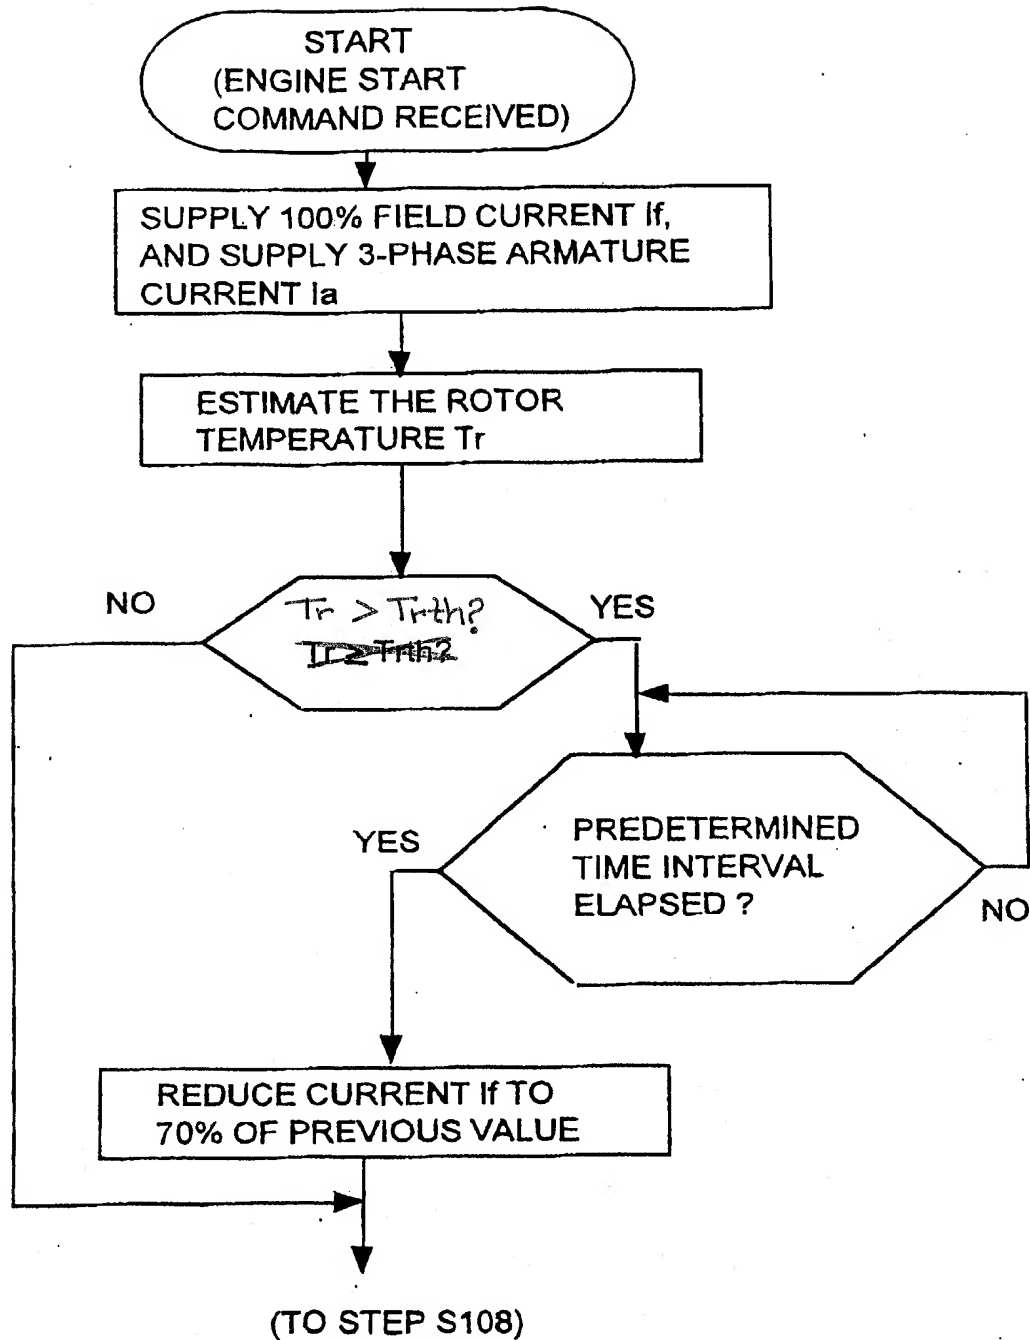 START
(ENGINE START
COMMAND RECEIVED)
SUPPLY 100% FIELD CURRENT If,
AND SUPPLY 3-PHASE ARMATURE
CURRENT Ia
ESTIMATE THE ROTOR
TEMPERATURE Tr
NO
Tr > Trth?
Tr ≥ Trth?
YES
PREDETERMINED
TIME INTERVAL
ELAPSED ?
YES
NO
REDUCE CURRENT If TO
70% OF PREVIOUS VALUE
(TO STEP S108)